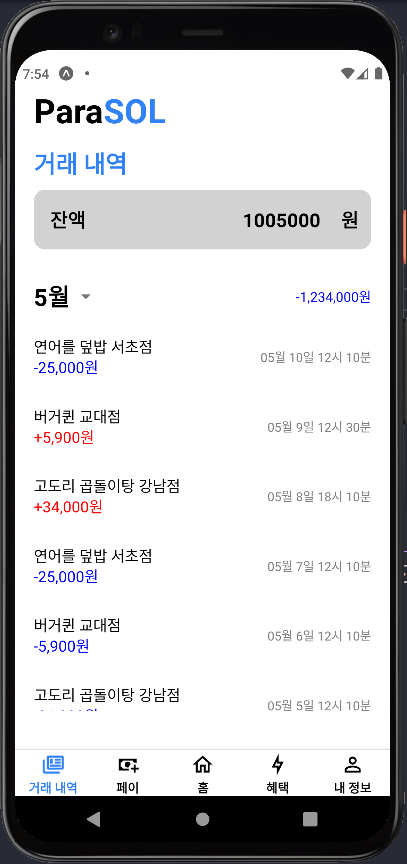 7:54
ParaSOL
거래 내역
잔액 1005000 원
5월 -1,234,000원
연어를 덮밥 서초점
-25,000원
05월 10일 12시 10분
버거퀸 교대점
+5,900원
05월 9일 12시 30분
고도리 곱돌이탕 강남점
+34,000원
05월 8일 18시 10분
연어를 덮밥 서초점
-25,000원
05월 7일 12시 10분
버거퀸 교대점
-5,900원
05월 6일 12시 10분
고도리 곱돌이탕 강남점
05월 5일 12시 10분
거래 내역 페이 홈 혜택 내 정보